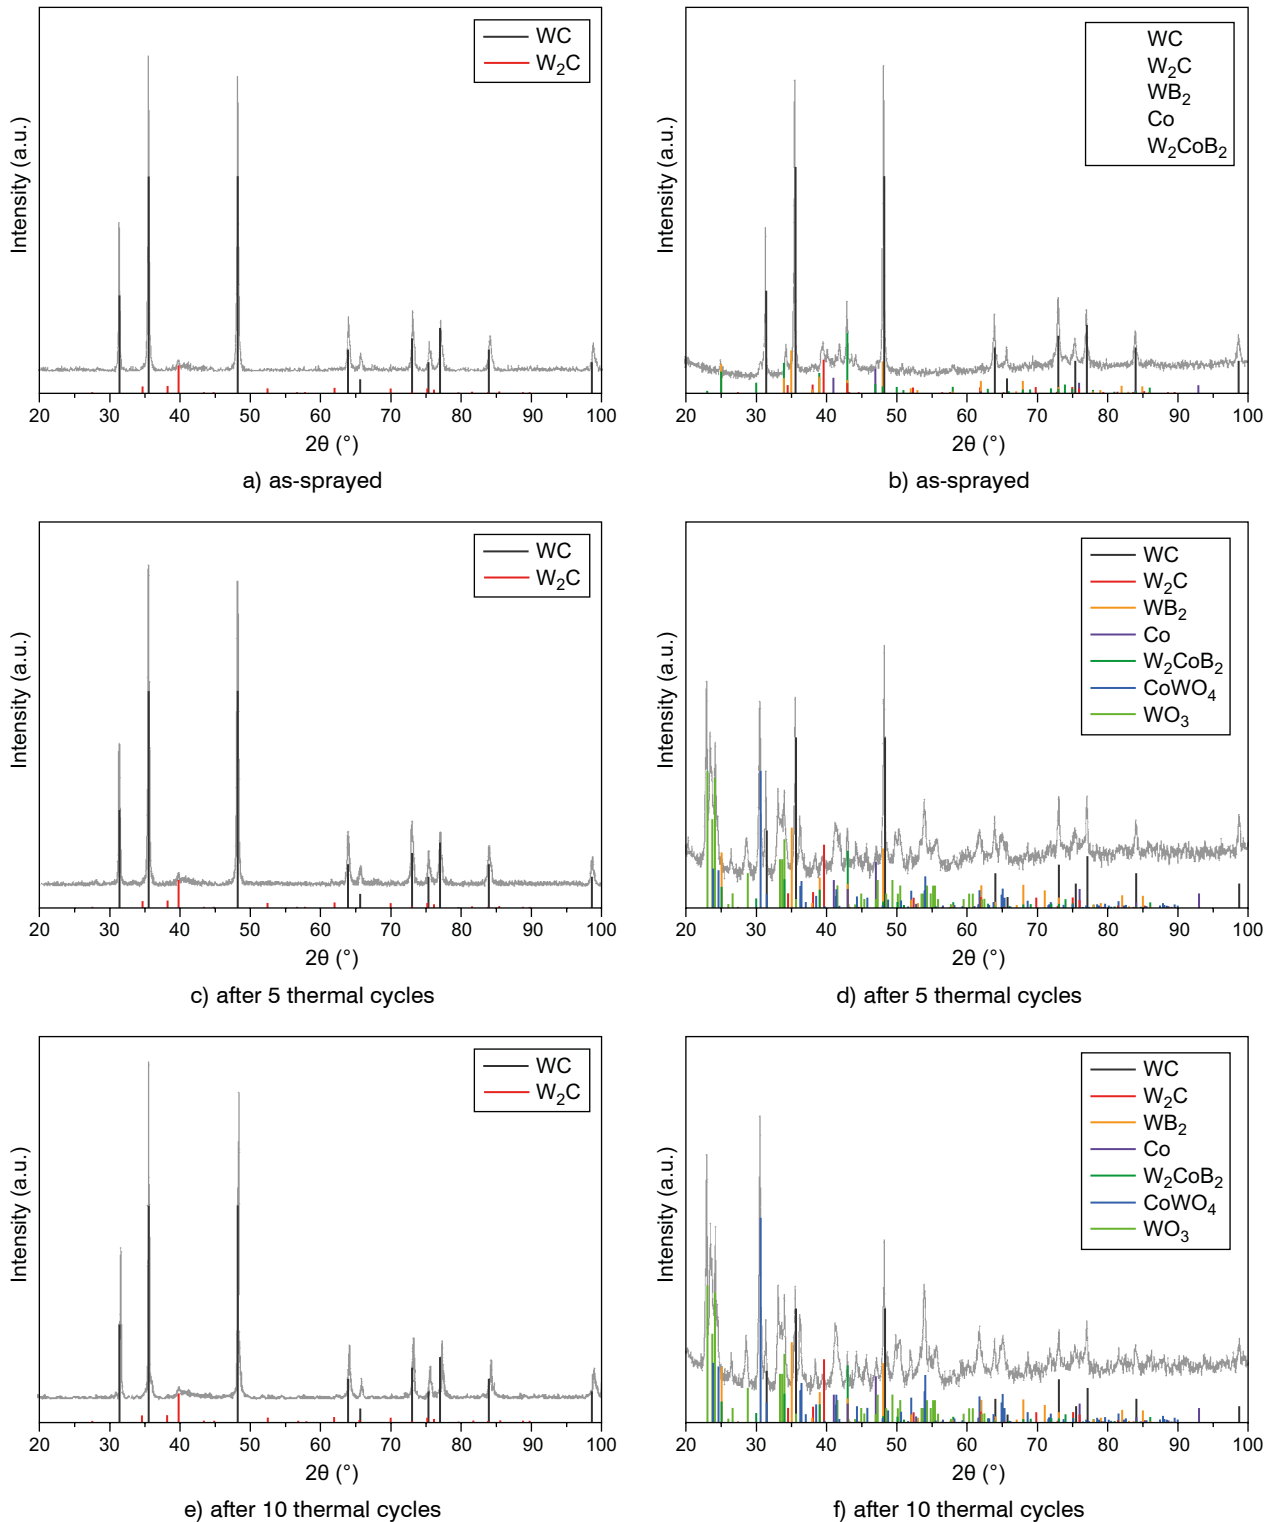 WC
W₂C
Intensity (a.u.)
20 30 40 50 60 70 80 90 100
2θ (°)
a) as-sprayed
WC
W₂C
WB₂
Co
W₂CoB₂
Intensity (a.u.)
20 30 40 50 60 70 80 90 100
2θ (°)
b) as-sprayed
WC
W₂C
Intensity (a.u.)
20 30 40 50 60 70 80 90 100
2θ (°)
c) after 5 thermal cycles
WC
W₂C
WB₂
Co
W₂CoB₂
CoWO₄
WO₃
Intensity (a.u.)
20 30 40 50 60 70 80 90 100
2θ (°)
d) after 5 thermal cycles
WC
W₂C
Intensity (a.u.)
20 30 40 50 60 70 80 90 100
2θ (°)
e) after 10 thermal cycles
WC
W₂C
WB₂
Co
W₂CoB₂
CoWO₄
WO₃
Intensity (a.u.)
20 30 40 50 60 70 80 90 100
2θ (°)
f) after 10 thermal cycles